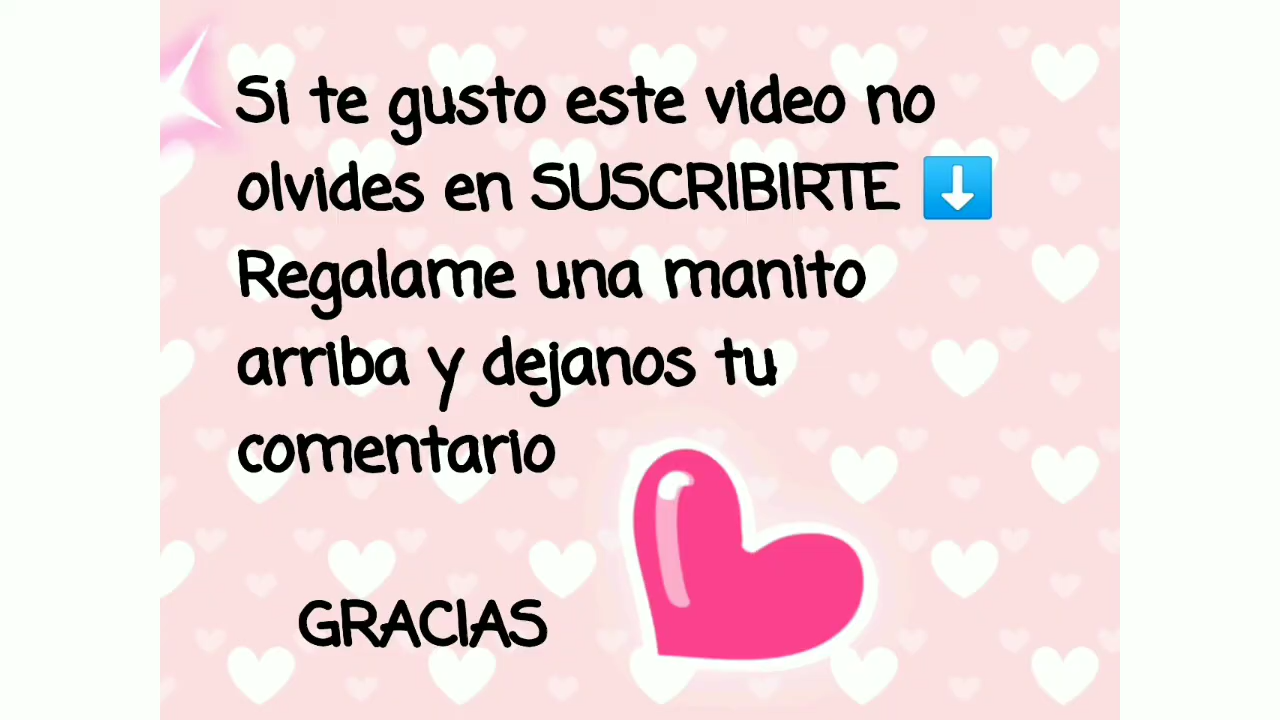 Si te gusto este video no
olvides en SUSCRIBIRTE ⬇️
Regalame una manito
arriba y dejanos tu
comentario
GRACIAS